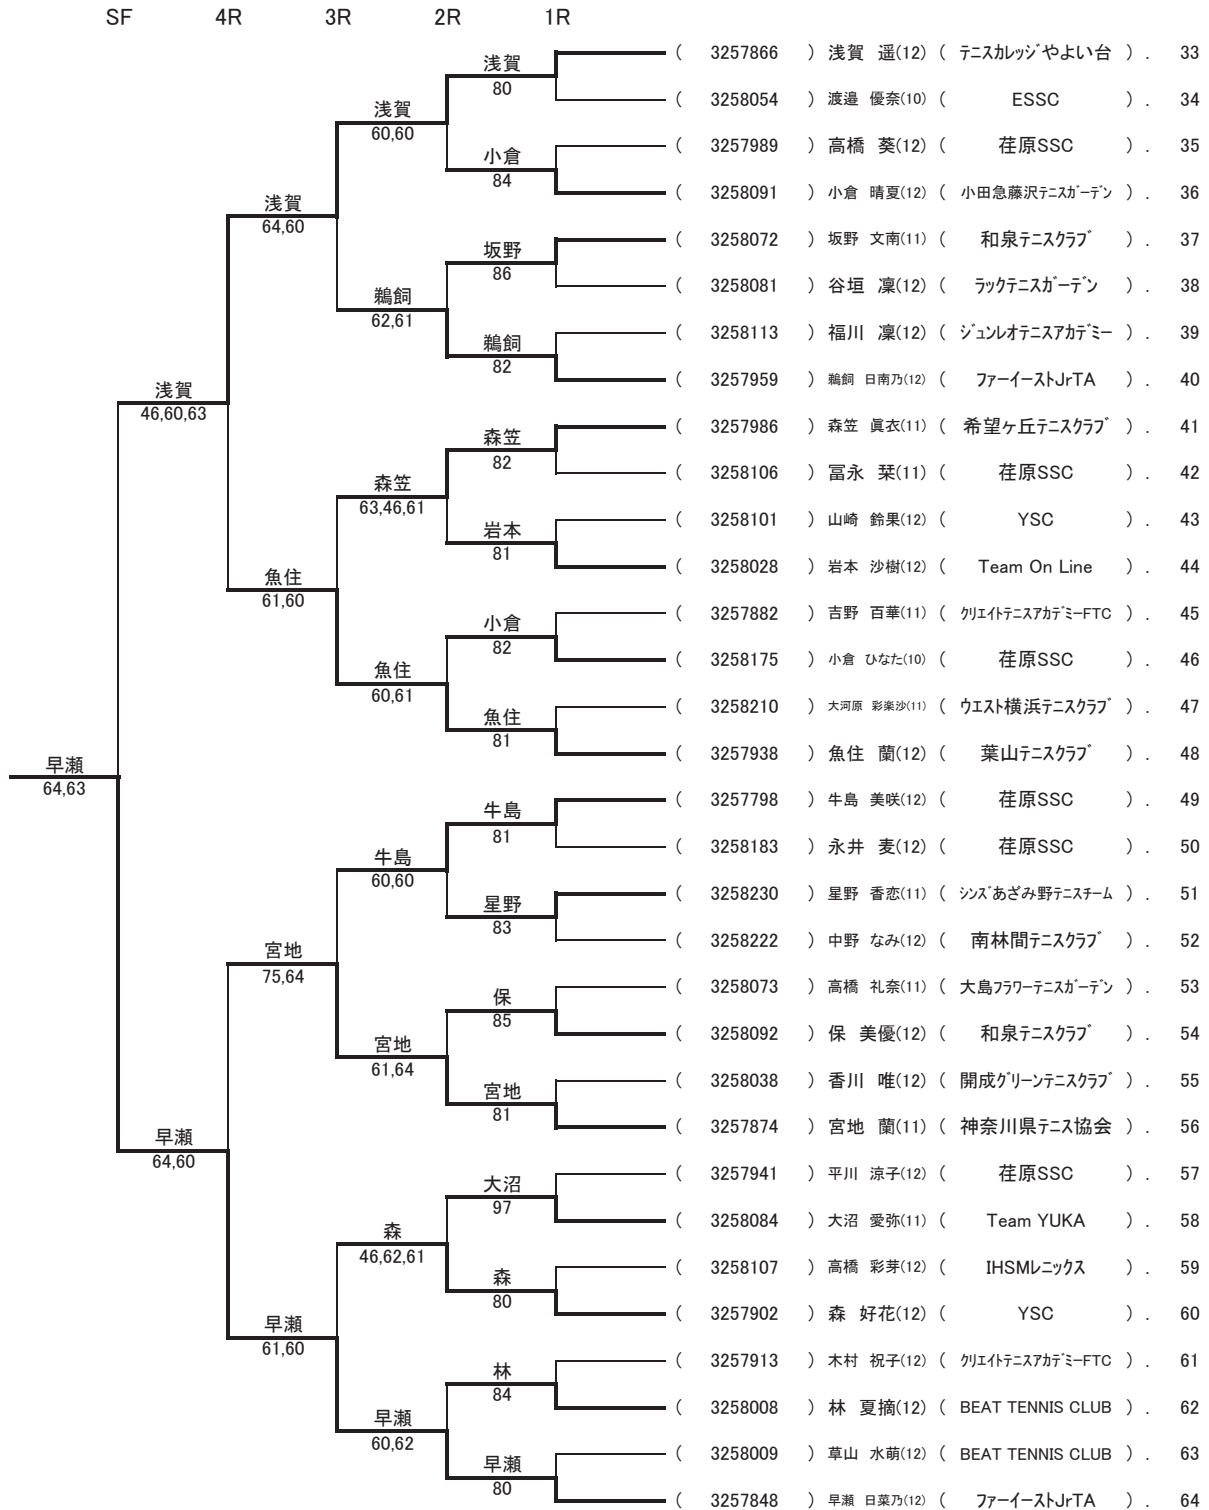 SF 4R 3R 2R 1R
( 3257866 ) 浅賀 遥(12) ( テニスカレッジやよい台 ) . 33
浅賀
80
( 3258054 ) 渡邉 優奈(10) ( ESSC ) . 34
浅賀
60,60
( 3257989 ) 高橋 葵(12) ( 荏原SSC ) . 35
小倉
84
( 3258091 ) 小倉 晴夏(12) ( 小田急藤沢テニスガーデン ) . 36
浅賀
64,60
( 3258072 ) 坂野 文南(11) ( 和泉テニスクラブ ) . 37
坂野
86
( 3258081 ) 谷垣 凜(12) ( ラックテニスガーデン ) . 38
鵜飼
62,61
( 3258113 ) 福川 凜(12) ( ジュンレオテニスアカデミー ) . 39
鵜飼
82
( 3257959 ) 鵜飼 日南乃(12) ( ファーイーストJrTA ) . 40
浅賀
46,60,63
( 3257986 ) 森笠 眞衣(11) ( 希望ヶ丘テニスクラブ ) . 41
森笠
82
( 3258106 ) 冨永 栞(11) ( 荏原SSC ) . 42
森笠
63,46,61
( 3258101 ) 山崎 鈴果(12) ( YSC ) . 43
岩本
81
( 3258028 ) 岩本 沙樹(12) ( Team On Line ) . 44
魚住
61,60
( 3257882 ) 吉野 百華(11) ( クリエイトテニスアカデミーFTC ) . 45
小倉
82
( 3258175 ) 小倉 ひなた(10) ( 荏原SSC ) . 46
魚住
60,61
( 3258210 ) 大河原 彩楽沙(11) ( ウエスト横浜テニスクラブ ) . 47
魚住
81
( 3257938 ) 魚住 蘭(12) ( 葉山テニスクラブ ) . 48
早瀬
64,63
( 3257798 ) 牛島 美咲(12) ( 荏原SSC ) . 49
牛島
81
( 3258183 ) 永井 麦(12) ( 荏原SSC ) . 50
牛島
60,60
( 3258230 ) 星野 香恋(11) ( シンズあざみ野テニスチーム ) . 51
星野
83
( 3258222 ) 中野 なみ(12) ( 南林間テニスクラブ ) . 52
宮地
75,64
( 3258073 ) 高橋 礼奈(11) ( 大島フラワーテニスガーデン ) . 53
保
85
( 3258092 ) 保 美優(12) ( 和泉テニスクラブ ) . 54
宮地
61,64
( 3258038 ) 香川 唯(12) ( 開成グリーンテニスクラブ ) . 55
宮地
81
( 3257874 ) 宮地 蘭(11) ( 神奈川県テニス協会 ) . 56
早瀬
64,60
( 3257941 ) 平川 涼子(12) ( 荏原SSC ) . 57
大沼
97
( 3258084 ) 大沼 愛弥(11) ( Team YUKA ) . 58
森
46,62,61
( 3258107 ) 高橋 彩芽(12) ( IHSMレニックス ) . 59
森
80
( 3257902 ) 森 好花(12) ( YSC ) . 60
早瀬
61,60
( 3257913 ) 木村 祝子(12) ( クリエイトテニスアカデミーFTC ) . 61
林
84
( 3258008 ) 林 夏摘(12) ( BEAT TENNIS CLUB ) . 62
早瀬
60,62
( 3258009 ) 草山 水萌(12) ( BEAT TENNIS CLUB ) . 63
早瀬
80
( 3257848 ) 早瀬 日菜乃(12) ( ファーイーストJrTA ) . 64